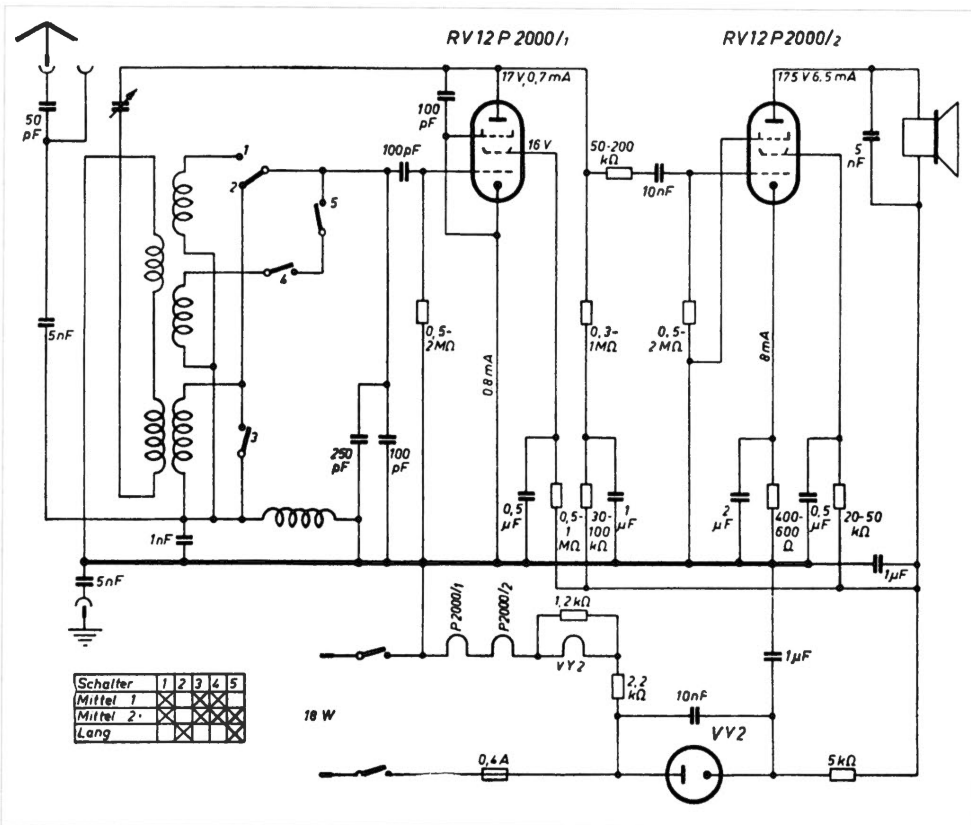 RV12P2000/1
RV12P2000/2
17V,0,7mA
175V 6,5mA
50
pF
100
pF
16V
50-200
kΩ
5
nF
100pF
10nF
1
2
5
4
5nF
0,5-
2MΩ
0,3-
1MΩ
0,5-
2MΩ
0.8mA
8mA
3
250
pF
100
pF
0,5
µF
0,5-
1
MΩ
30-
100
kΩ
1
µF
2
µF
400-
600
Ω
0,5
µF
20-50
kΩ
1nF
5nF
1µF
P2000/1
P2000/2
1,2kΩ
VY2
1µF
2,2
kΩ
10nF
VY2
18 W
0,4A
5kΩ
Schalter 1 2 3 4 5
Mittel 1
Mittel 2
Lang